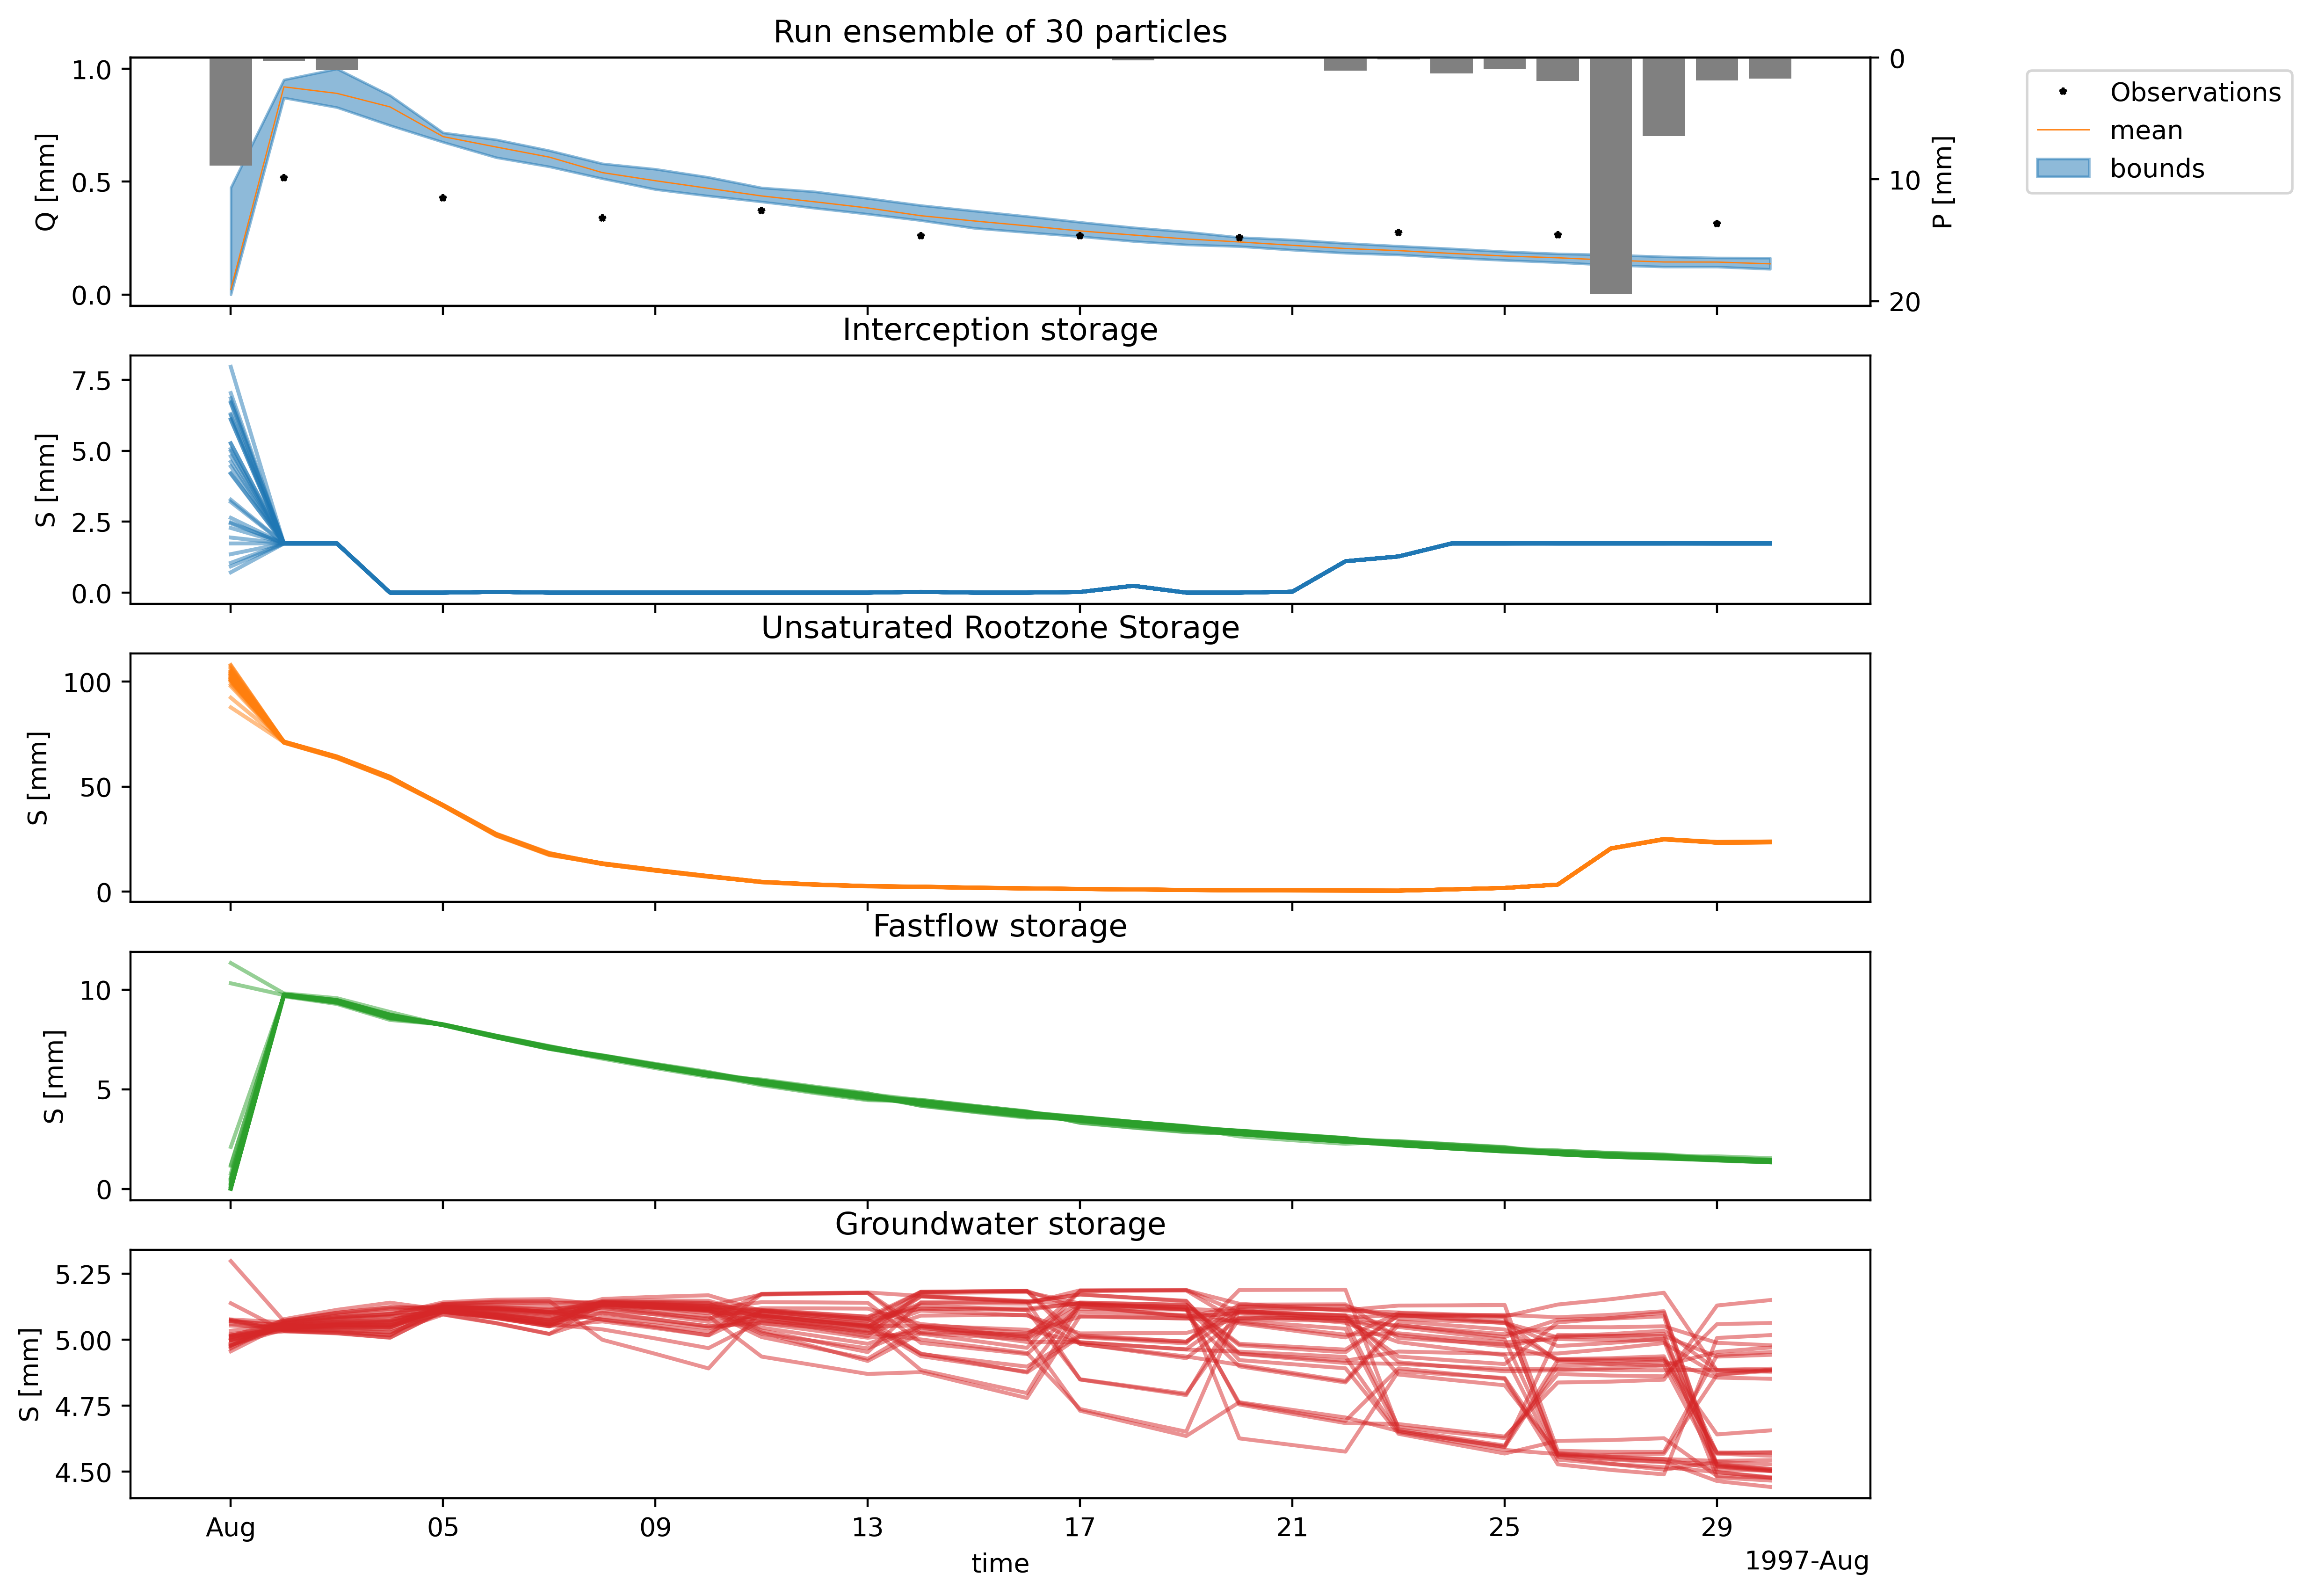 Run ensemble of 30 particles
1.0
0.5
0.0
Q [mm]
0
10
20
P [mm]
Observations
mean
bounds
Interception storage
7.5
5.0
2.5
0.0
S [mm]
Unsaturated Rootzone Storage
100
50
0
S [mm]
Fastflow storage
10
5
0
S [mm]
Groundwater storage
5.25
5.00
4.75
4.50
S [mm]
Aug 05 09 13 17 21 25 29
time
1997-Aug